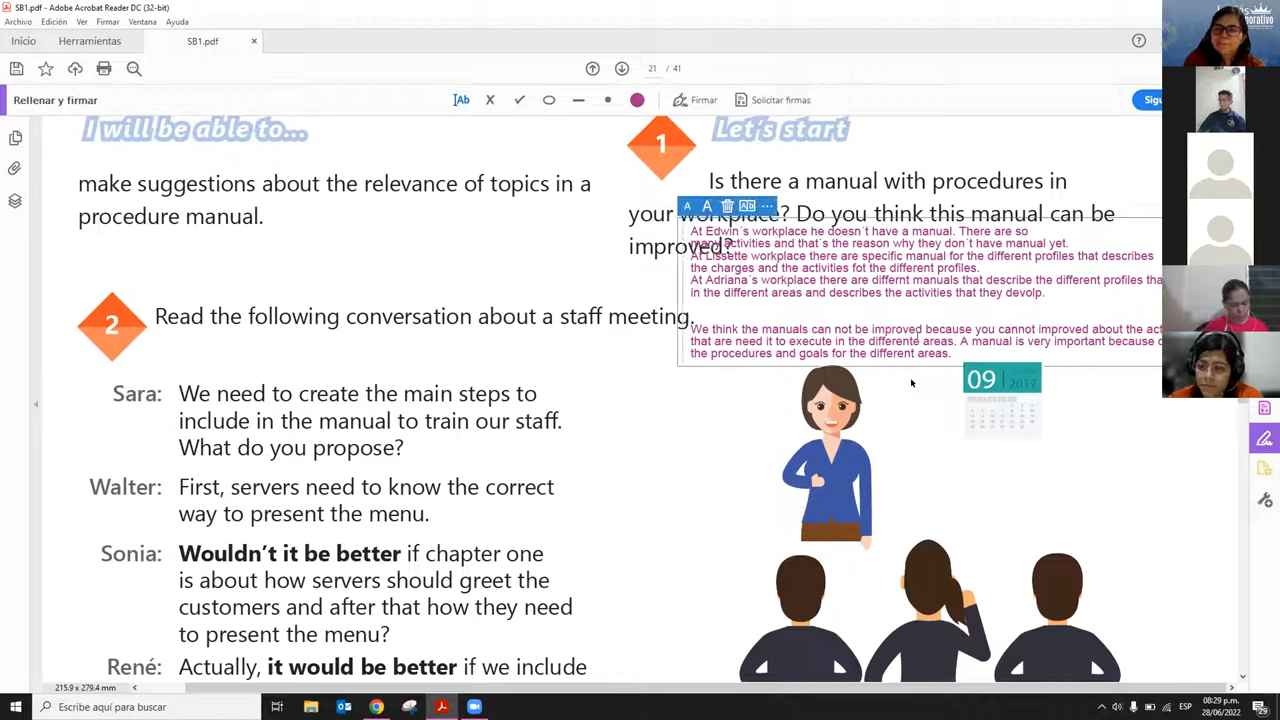 SB1.pdf - Adobe Acrobat Reader DC (32-bit)
Archivo Edición Ver Firmar Ventana Ayuda
Inicio Herramientas SB1.pdf ×
21 / 41
Rellenar y firmar
Ab
Firmar
Solicitar firmas
Sigu
I will be able to...
make suggestions about the relevance of topics in a
procedure manual.
1
Let's start
Is there a manual with procedures in
your workplace? Do you think this manual can be
improved?
A A Ab ...
At Edwin´s workplace he doesn´t have a manual. There are so
many activities and that´s the reason why they don´t have manual yet.
At Lissette workplace there are specific manual for the different profiles that describes
the charges and the activities fot the different profiles.
At Adriana´s workplace there are differnt manuals that describe the different profiles tha
in the different areas and describes the activities that they devolp.
We think the manuals can not be improved because you cannot improved about the act
that are need it to execute in the differente areas. A manual is very important because
the procedures and goals for the different areas.
2
Read the following conversation about a staff meeting.
Sara: We need to create the main steps to
include in the manual to train our staff.
What do you propose?
Walter: First, servers need to know the correct
way to present the menu.
Sonia: Wouldn't it be better if chapter one
is about how servers should greet the
customers and after that how they need
to present the menu?
René: Actually, it would be better if we include
09
2017
215.9 x 279.4 mm
Escribe aquí para buscar
ESP
08:29 p.m.
28/06/2022
29